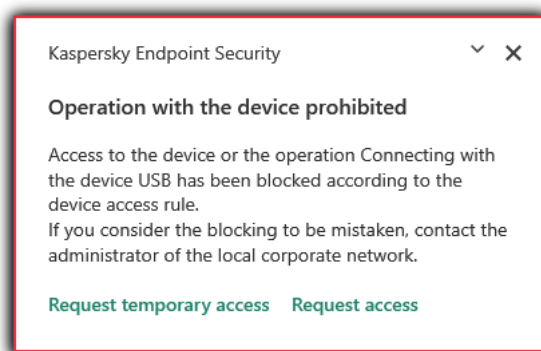 Kaspersky Endpoint Security
Operation with the device prohibited
Access to the device or the operation Connecting with
the device USB has been blocked according to the
device access rule.
If you consider the blocking to be mistaken, contact the
administrator of the local corporate network.
Request temporary access Request access